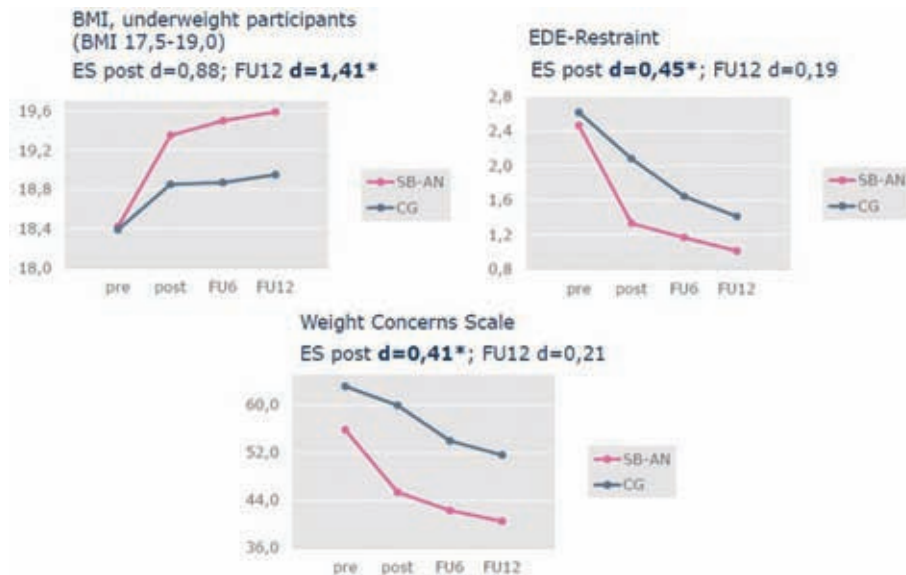 BMI, underweight participants
(BMI 17,5-19,0)
ES post d=0,88; FU12 d=1,41*
19,6
19,2
18,8
18,4
18,0
pre post FU6 FU12
SB-AN
CG
EDE-Restraint
ES post d=0,45*; FU12 d=0,19
2,8
2,4
2,0
1,6
1,2
0,8
pre post FU6 FU12
SB-AN
CG
Weight Concerns Scale
ES post d=0,41*; FU12 d=0,21
60,0
52,0
44,0
36,0
pre post FU6 FU12
SB-AN
CG